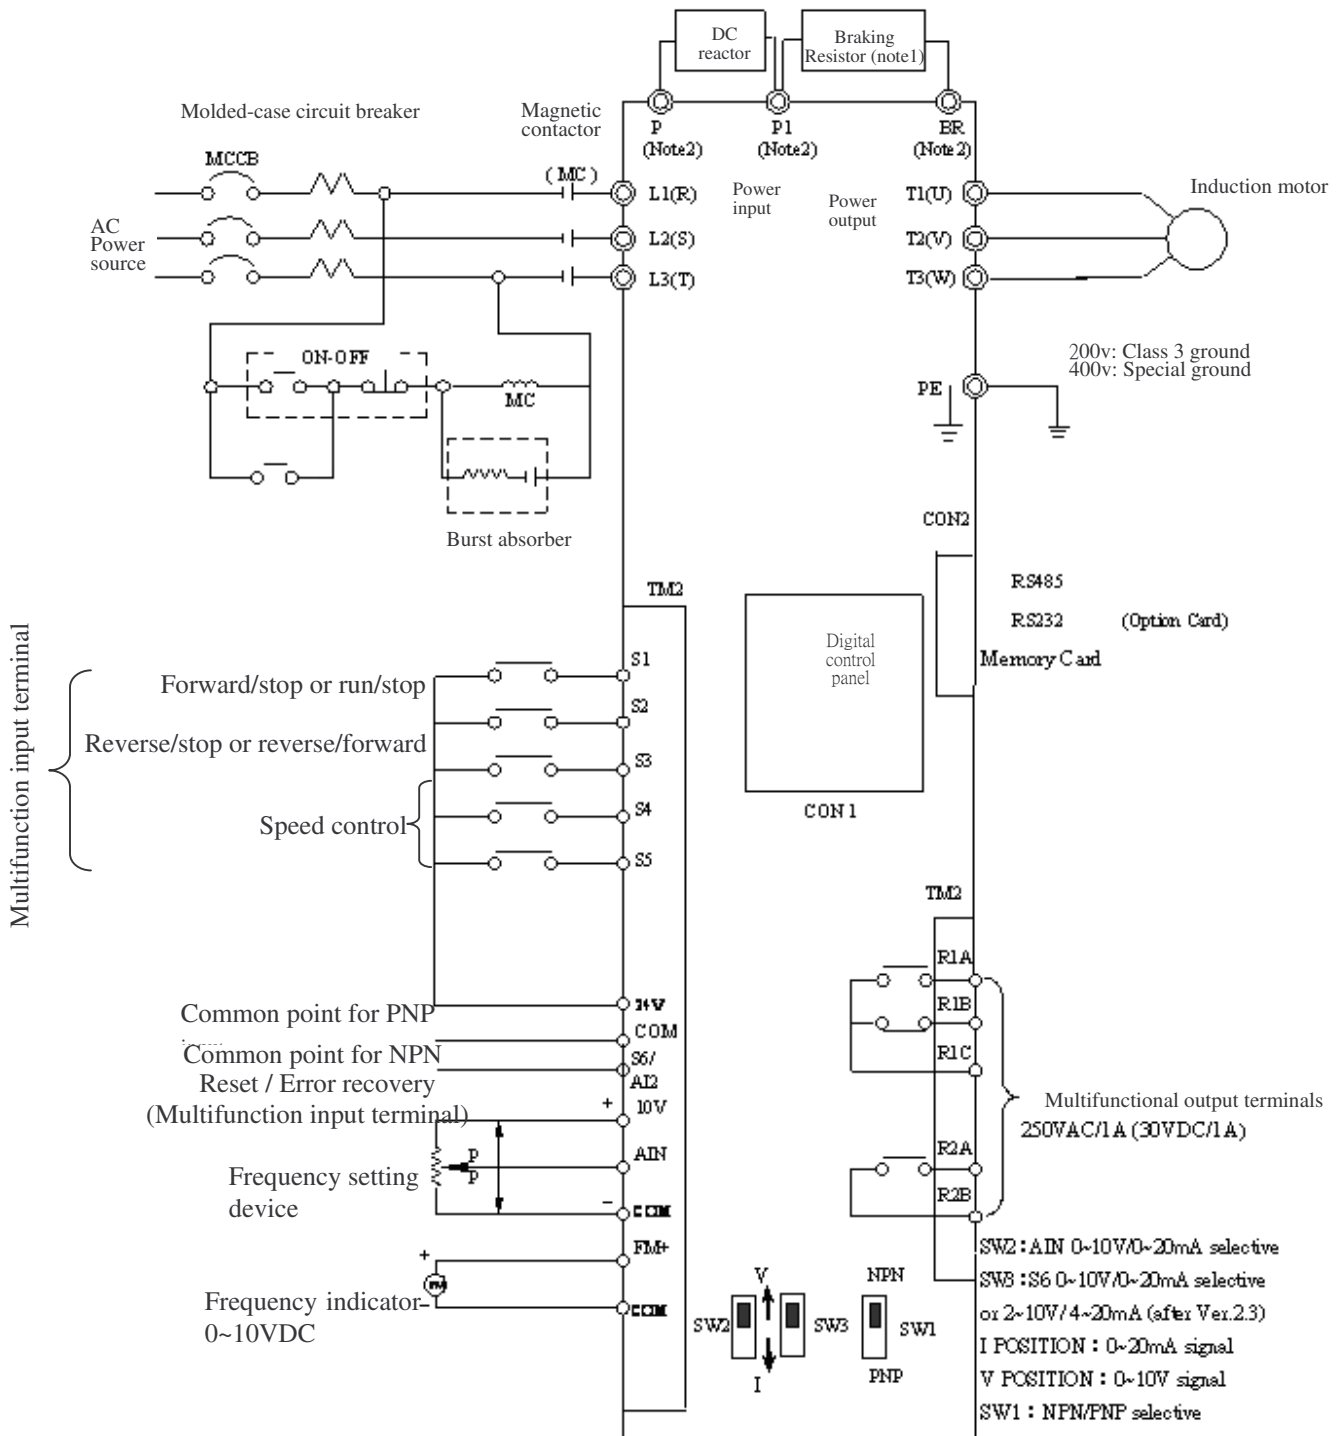 DC
reactor
Braking
Resistor (note1)
Molded-case circuit breaker
Magnetic
contactor
P
(Note2)
P1
(Note2)
BR
(Note2)
MCCB
( MC )
L1(R)
Power
input
Power
output
T1(U)
Induction motor
AC
Power
source
L2(S)
T2(V)
L3(T)
T3(W)
ON-OFF
MC
200v: Class 3 ground
400v: Special ground
PE
Burst absorber
CON2
RS485
RS232
(Option Card)
Memory Card
TM2
Digital
control
panel
CON1
Multifunction input terminal
Forward/stop or run/stop
S1
S2
Reverse/stop or reverse/forward
S3
Speed control
S4
S5
TM2
R1A
R1B
R1C
R2A
R2B
Multifunctional output terminals
250VAC/1A (30VDC/1A)
24V
Common point for PNP
COM
Common point for NPN
S6/
AI2
Reset / Error recovery
(Multifunction input terminal)
+
10V
P
P
AIN
Frequency setting
device
−
COM
FM+
+
FM
−
Frequency indicator
0~10VDC
COM
V
I
SW2
SW3
NPN
PNP
SW1
SW2 : AIN 0~10V/0~20mA selective
SW3 : S6 0~10V/0~20mA selective
or 2~10V/ 4~20mA (after Ver.2.3)
I POSITION : 0~20mA signal
V POSITION : 0~10V signal
SW1 : NPN/PNP selective